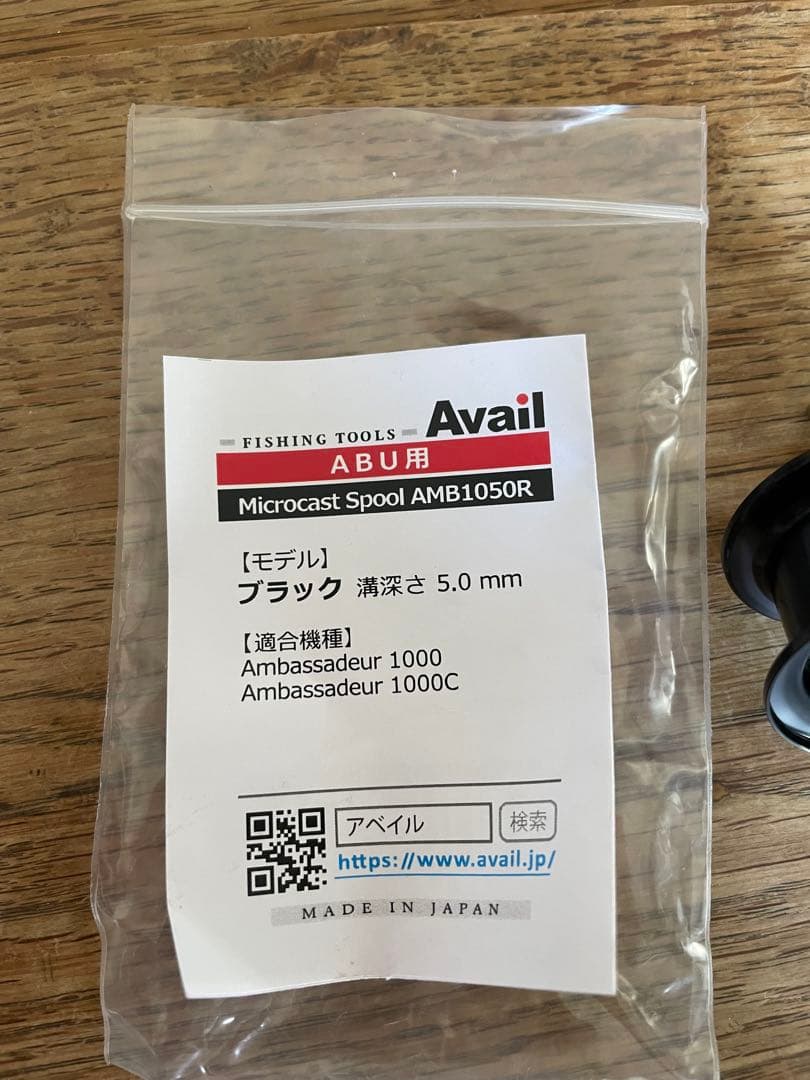 FISHING TOOLS Avail
ABU用
Microcast Spool AMB1050R
【モデル】
ブラック 溝深さ 5.0 mm
【適合機種】
Ambassadeur 1000
Ambassadeur 1000C
アベイル 検索
https://www.avail.jp/
MADE IN JAPAN